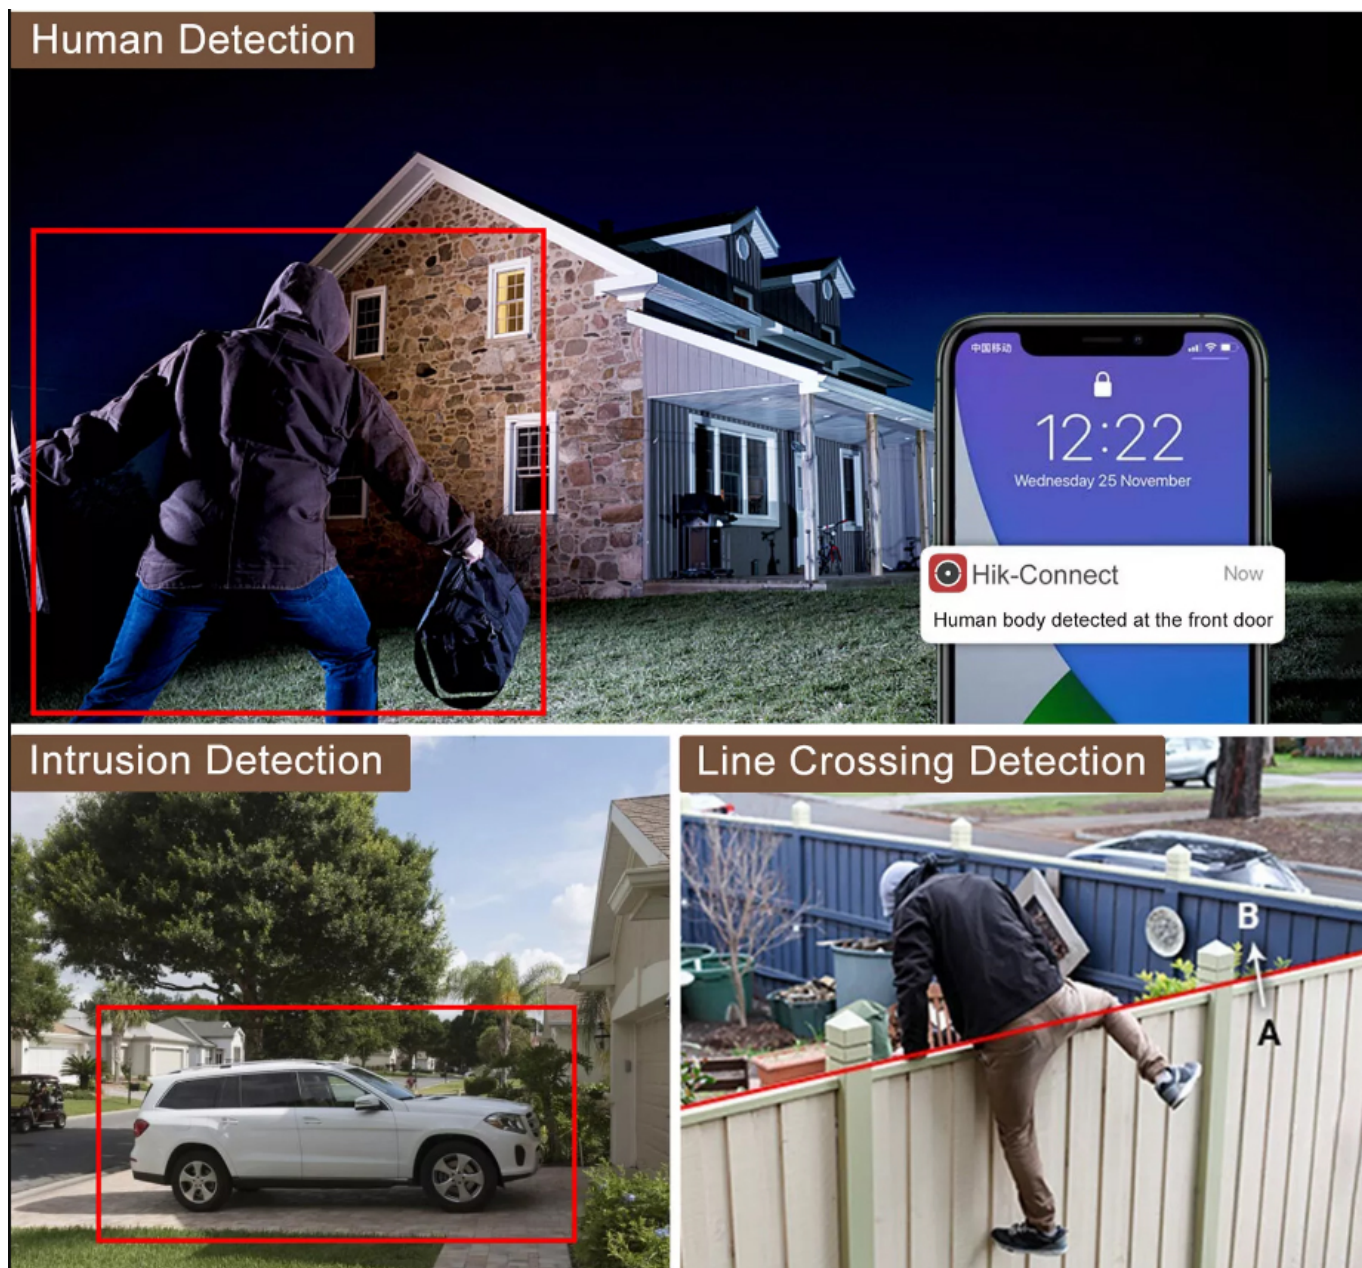 Human Detection
中国移动
12:22
Wednesday 25 November
Hik-Connect
Now
Human body detected at the front door
Intrusion Detection
Line Crossing Detection
B
A